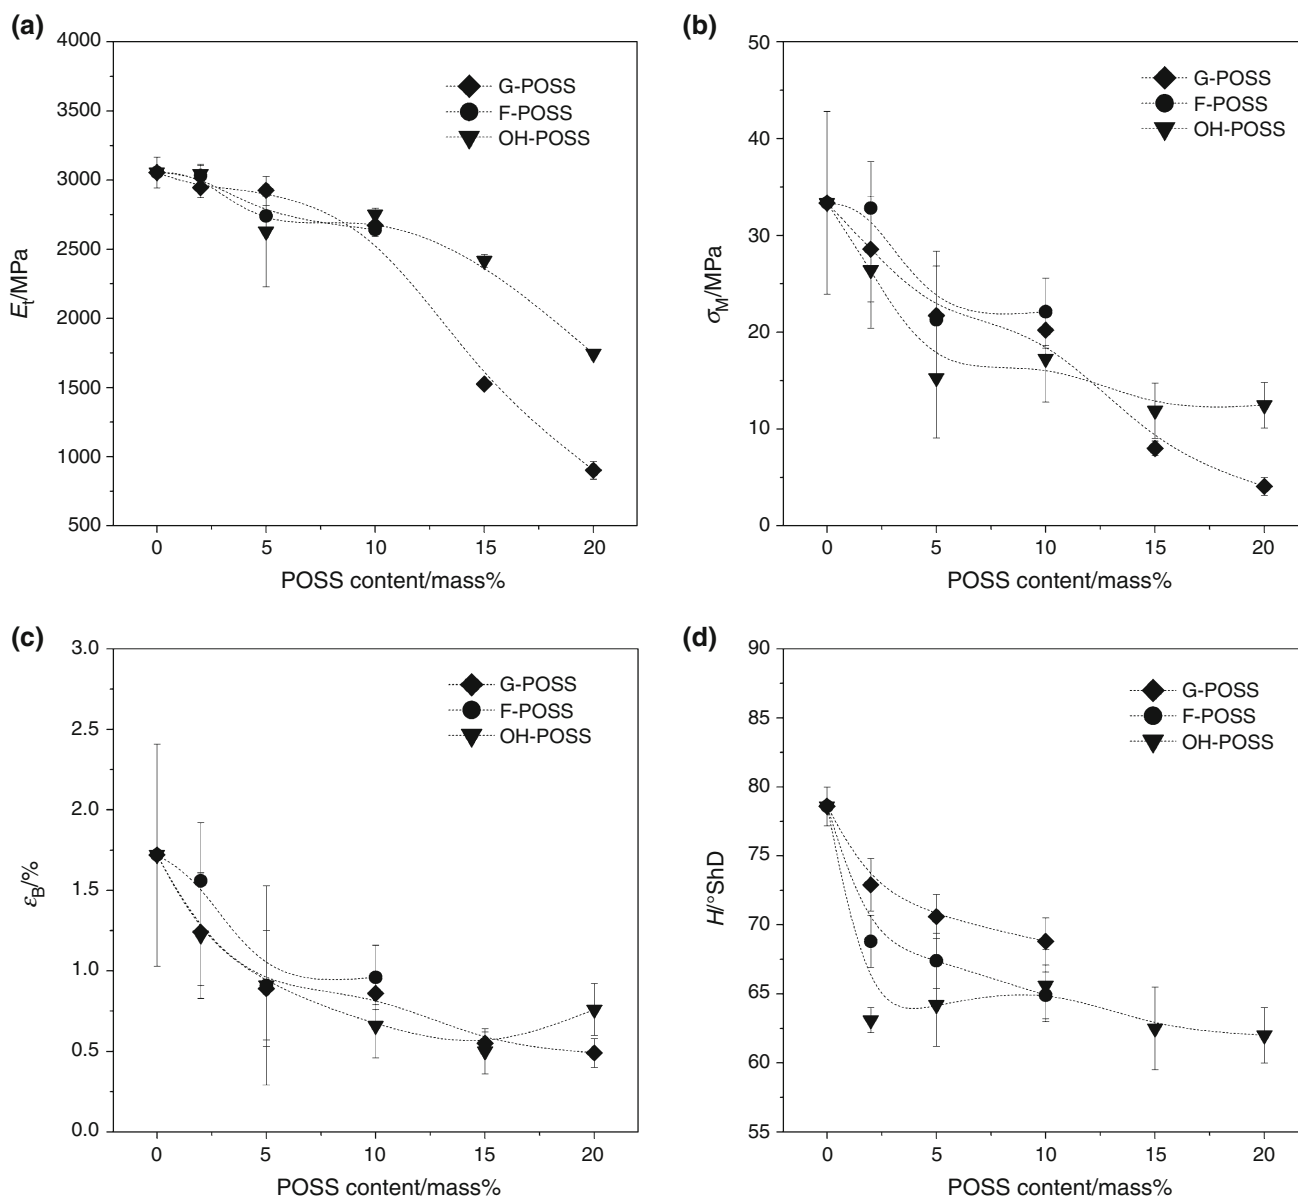 (a)
4000
3500
3000
2500
2000
1500
1000
500
E_t/MPa
G-POSS
F-POSS
OH-POSS
0 5 10 15 20
POSS content/mass%
(b)
50
40
30
20
10
0
σ_M/MPa
G-POSS
F-POSS
OH-POSS
0 5 10 15 20
POSS content/mass%
(c)
3.0
2.5
2.0
1.5
1.0
0.5
0.0
ε_B/%
G-POSS
F-POSS
OH-POSS
0 5 10 15 20
POSS content/mass%
(d)
90
85
80
75
70
65
60
55
H/°ShD
G-POSS
F-POSS
OH-POSS
0 5 10 15 20
POSS content/mass%